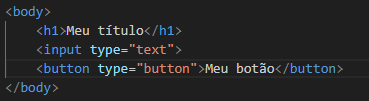 <body>
    <h1>Meu título</h1>
    <input type="text">
    <button type="button">Meu botão</button>
</body>